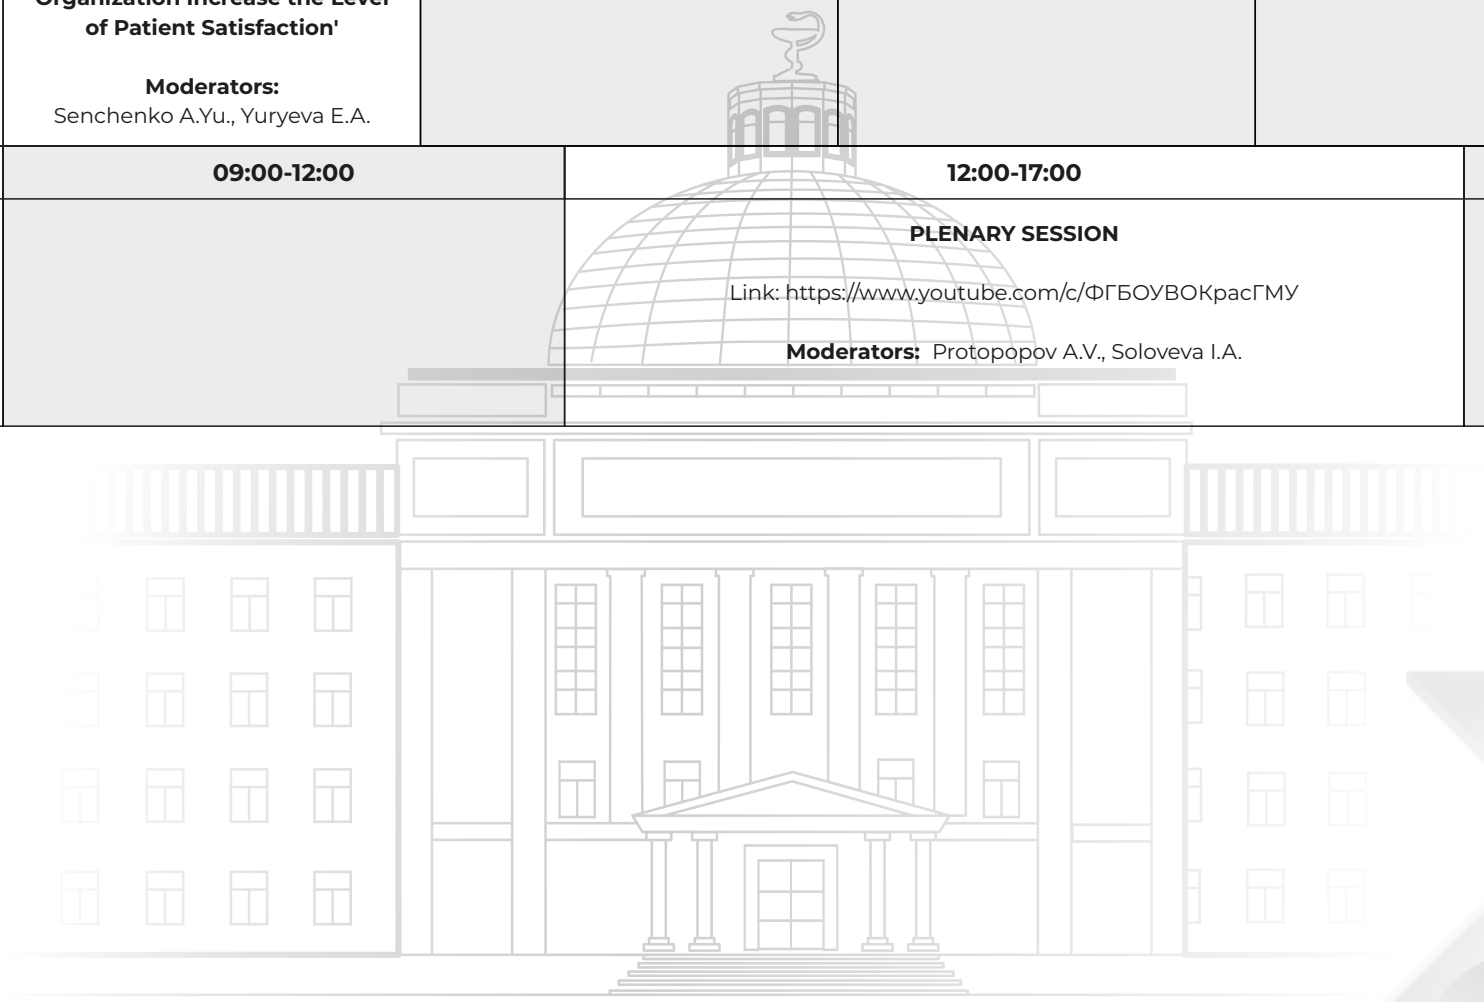 Organization Increase the Level
of Patient Satisfaction'
Moderators:
Senchenko A.Yu., Yuryeva E.A.
09:00-12:00
12:00-17:00
PLENARY SESSION
Link: https://www.youtube.com/c/ФГБОУВОКрасГМУ
Moderators: Protopopov A.V., Soloveva I.A.